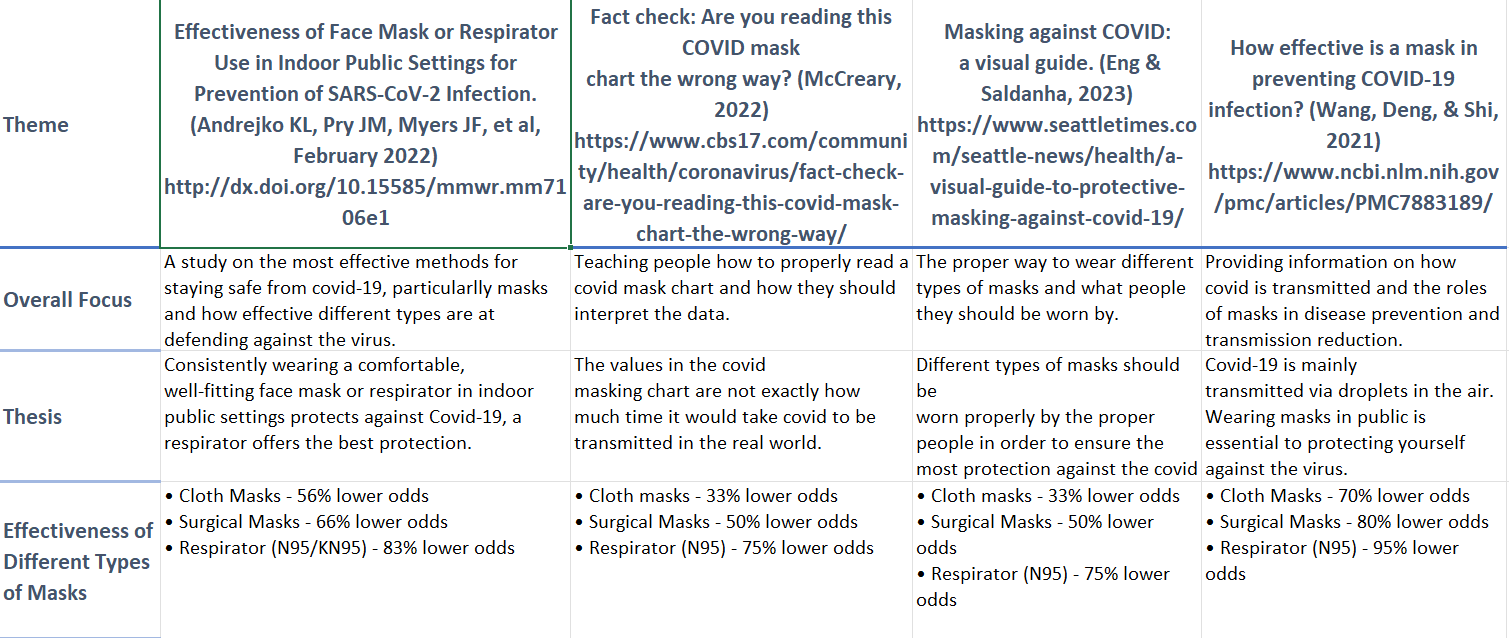 Theme
Effectiveness of Face Mask or Respirator
Use in Indoor Public Settings for
Prevention of SARS-CoV-2 Infection.
(Andrejko KL, Pry JM, Myers JF, et al,
February 2022)
http://dx.doi.org/10.15585/mmwr.mm71
06e1
Fact check: Are you reading this
COVID mask
chart the wrong way? (McCreary,
2022)
https://www.cbs17.com/communi
ty/health/coronavirus/fact-check-
are-you-reading-this-covid-mask-
chart-the-wrong-way/
Masking against COVID:
a visual guide. (Eng &
Saldanha, 2023)
https://www.seattletimes.co
m/seattle-news/health/a-
visual-guide-to-protective-
masking-against-covid-19/
How effective is a mask in
preventing COVID-19
infection? (Wang, Deng, & Shi,
2021)
https://www.ncbi.nlm.nih.gov
/pmc/articles/PMC7883189/
Overall Focus
A study on the most effective methods for
staying safe from covid-19, particularlly masks
and how effective different types are at
defending against the virus.
Teaching people how to properly read a
covid mask chart and how they should
interpret the data.
The proper way to wear different
types of masks and what people
they should be worn by.
Providing information on how
covid is transmitted and the roles
of masks in disease prevention and
transmission reduction.
Thesis
Consistently wearing a comfortable,
well-fitting face mask or respirator in indoor
public settings protects against Covid-19, a
respirator offers the best protection.
The values in the covid
masking chart are not exactly how
much time it would take covid to be
transmitted in the real world.
Different types of masks should
be
worn properly by the proper
people in order to ensure the
most protection against the covid
Covid-19 is mainly
transmitted via droplets in the air.
Wearing masks in public is
essential to protecting yourself
against the virus.
Effectiveness of
Different Types
of Masks
• Cloth Masks - 56% lower odds
• Surgical Masks - 66% lower odds
• Respirator (N95/KN95) - 83% lower odds
• Cloth masks - 33% lower odds
• Surgical Masks - 50% lower odds
• Respirator (N95) - 75% lower odds
• Cloth masks - 33% lower odds
• Surgical Masks - 50% lower
odds
• Respirator (N95) - 75% lower
odds
• Cloth Masks - 70% lower odds
• Surgical Masks - 80% lower odds
• Respirator (N95) - 95% lower
odds